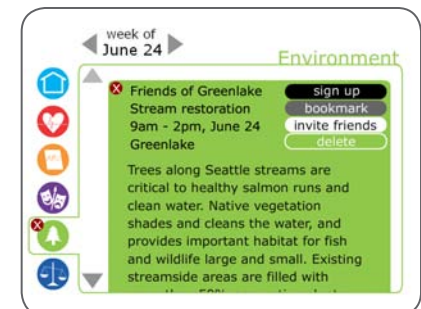 week of
June 24
Environment
Friends of Greenlake
Stream restoration
9am - 2pm, June 24
Greenlake
sign up
bookmark
invite friends
delete
Trees along Seattle streams are
critical to healthy salmon runs and
clean water. Native vegetation
shades and cleans the water, and
provides important habitat for fish
and wildlife large and small. Existing
streamside areas are filled with